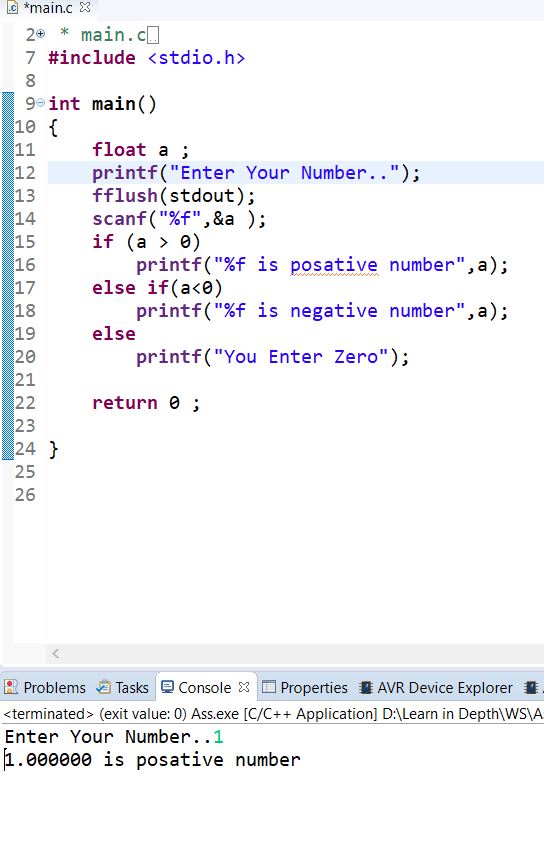 *main.c
2 * main.c
7 #include <stdio.h>
8
9 int main()
10 {
11 float a ;
12 printf("Enter Your Number..");
13 fflush(stdout);
14 scanf("%f",&a );
15 if (a > 0)
16 printf("%f is posative number",a);
17 else if(a<0)
18 printf("%f is negative number",a);
19 else
20 printf("You Enter Zero");
21
22 return 0 ;
23
24 }
25
26
Problems Tasks Console Properties AVR Device Explorer
<terminated> (exit value: 0) Ass.exe [C/C++ Application] D:\Learn in Depth\WS\A
Enter Your Number..1
1.000000 is posative number